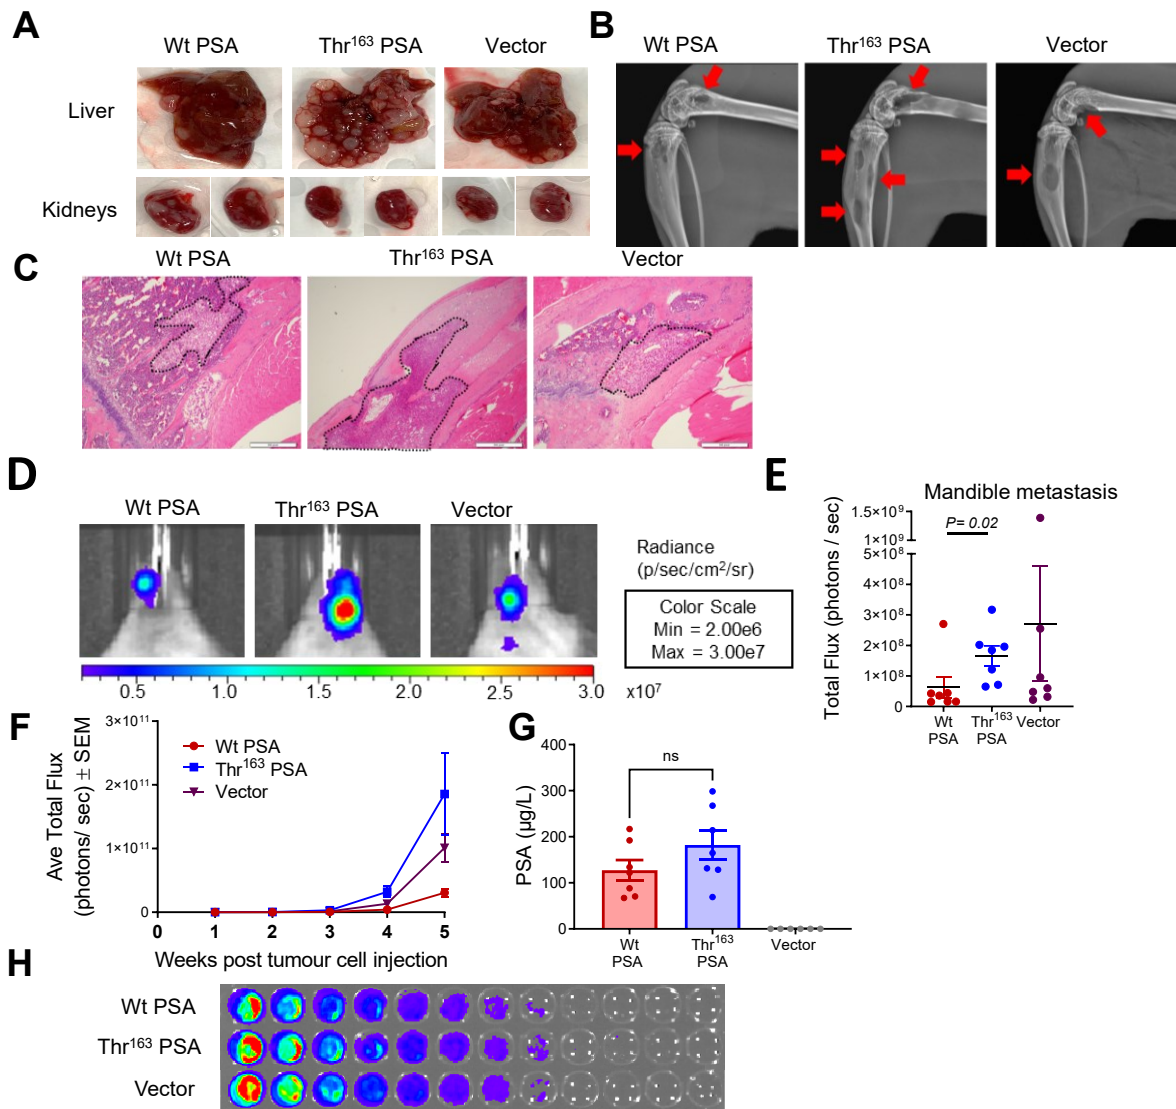 A
Wt PSA Thr¹⁶³ PSA Vector
Liver
Kidneys
B
Wt PSA Thr¹⁶³ PSA Vector
C
Wt PSA Thr¹⁶³ PSA Vector
D
Wt PSA Thr¹⁶³ PSA Vector
Radiance
(p/sec/cm²/sr)
Color Scale
Min = 2.00e6
Max = 3.00e7
0.5 1.0 1.5 2.0 2.5 3.0 x10⁷
E
Mandible metastasis
Total Flux (photons / sec)
1.5×10⁹
1×10⁹
5×10⁸
4×10⁸
3×10⁸
2×10⁸
1×10⁸
0
P= 0.02
Wt PSA
Thr¹⁶³ PSA
Vector
F
Ave Total Flux
(photons/ sec) ± SEM
3×10¹¹
2×10¹¹
1×10¹¹
0
Wt PSA
Thr¹⁶³ PSA
Vector
0 1 2 3 4 5
Weeks post tumour cell injection
G
PSA (µg/L)
400
300
200
100
0
ns
Wt PSA
Thr¹⁶³ PSA
Vector
H
Wt PSA
Thr¹⁶³ PSA
Vector